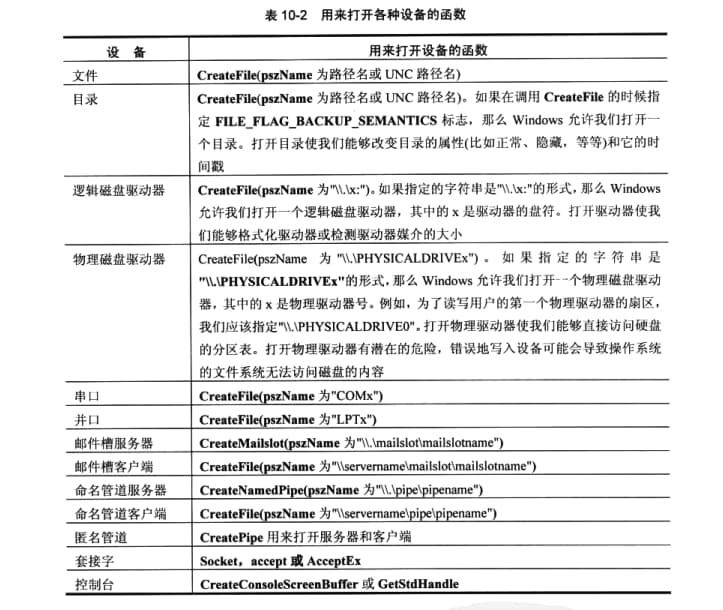 表 10-2 用来打开各种设备的函数
设 备 用来打开设备的函数
文件 CreateFile(pszName 为路径名或 UNC 路径名)
目录 CreateFile(pszName 为路径名或 UNC 路径名)。如果在调用 CreateFile 的时候指
定 FILE_FLAG_BACKUP_SEMANTICS 标志，那么 Windows 允许我们打开一
个目录。打开目录使我们能够改变目录的属性(比如正常、隐藏，等等)和它的时
间戳
逻辑磁盘驱动器 CreateFile(pszName 为"\\.\x:")。如果指定的字符串是"\\.\x:"的形式，那么 Windows
允许我们打开一个逻辑磁盘驱动器，其中的 x 是驱动器的盘符。打开驱动器使我
们能够格式化驱动器或检测驱动器媒介的大小
物理磁盘驱动器 CreateFile(pszName 为 "\\.\PHYSICALDRIVEx")。如果指定的字符串是
"\\.\PHYSICALDRIVEx"的形式，那么 Windows 允许我们打开一个物理磁盘驱动
器，其中的 x 是物理驱动器号。例如，为了读写用户的第一个物理驱动器的扇区，
我们应该指定"\\.\PHYSICALDRIVE0"。打开物理驱动器使我们能够直接访问硬盘
的分区表。打开物理驱动器有潜在的危险，错误地写入设备可能会导致操作系统
的文件系统无法访问磁盘的内容
串口 CreateFile(pszName 为"COMx")
并口 CreateFile(pszName 为"LPTx")
邮件槽服务器 CreateMailslot(pszName 为"\\.\mailslot\mailslotname")
邮件槽客户端 CreateFile(pszName 为"\\servername\mailslot\mailslotname")
命名管道服务器 CreateNamedPipe(pszName 为"\\.\pipe\pipename")
命名管道客户端 CreateFile(pszName 为"\\servername\pipe\pipename")
匿名管道 CreatePipe 用来打开服务器和客户端
套接字 Socket，accept 或 AcceptEx
控制台 CreateConsoleScreenBuffer 或 GetStdHandle